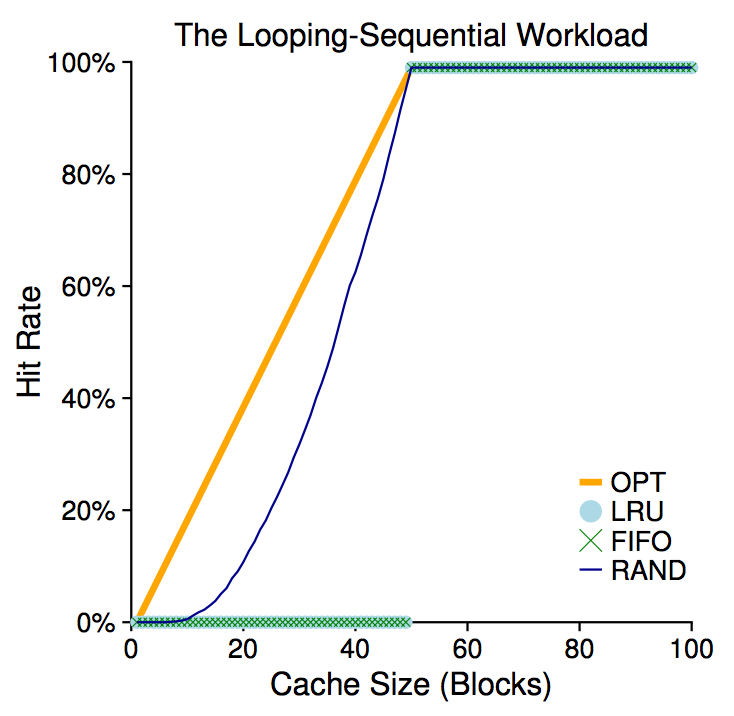 The Looping-Sequential Workload
100%
80%
60%
40%
20%
0%
Hit Rate
OPT
LRU
FIFO
RAND
0 20 40 60 80 100
Cache Size (Blocks)